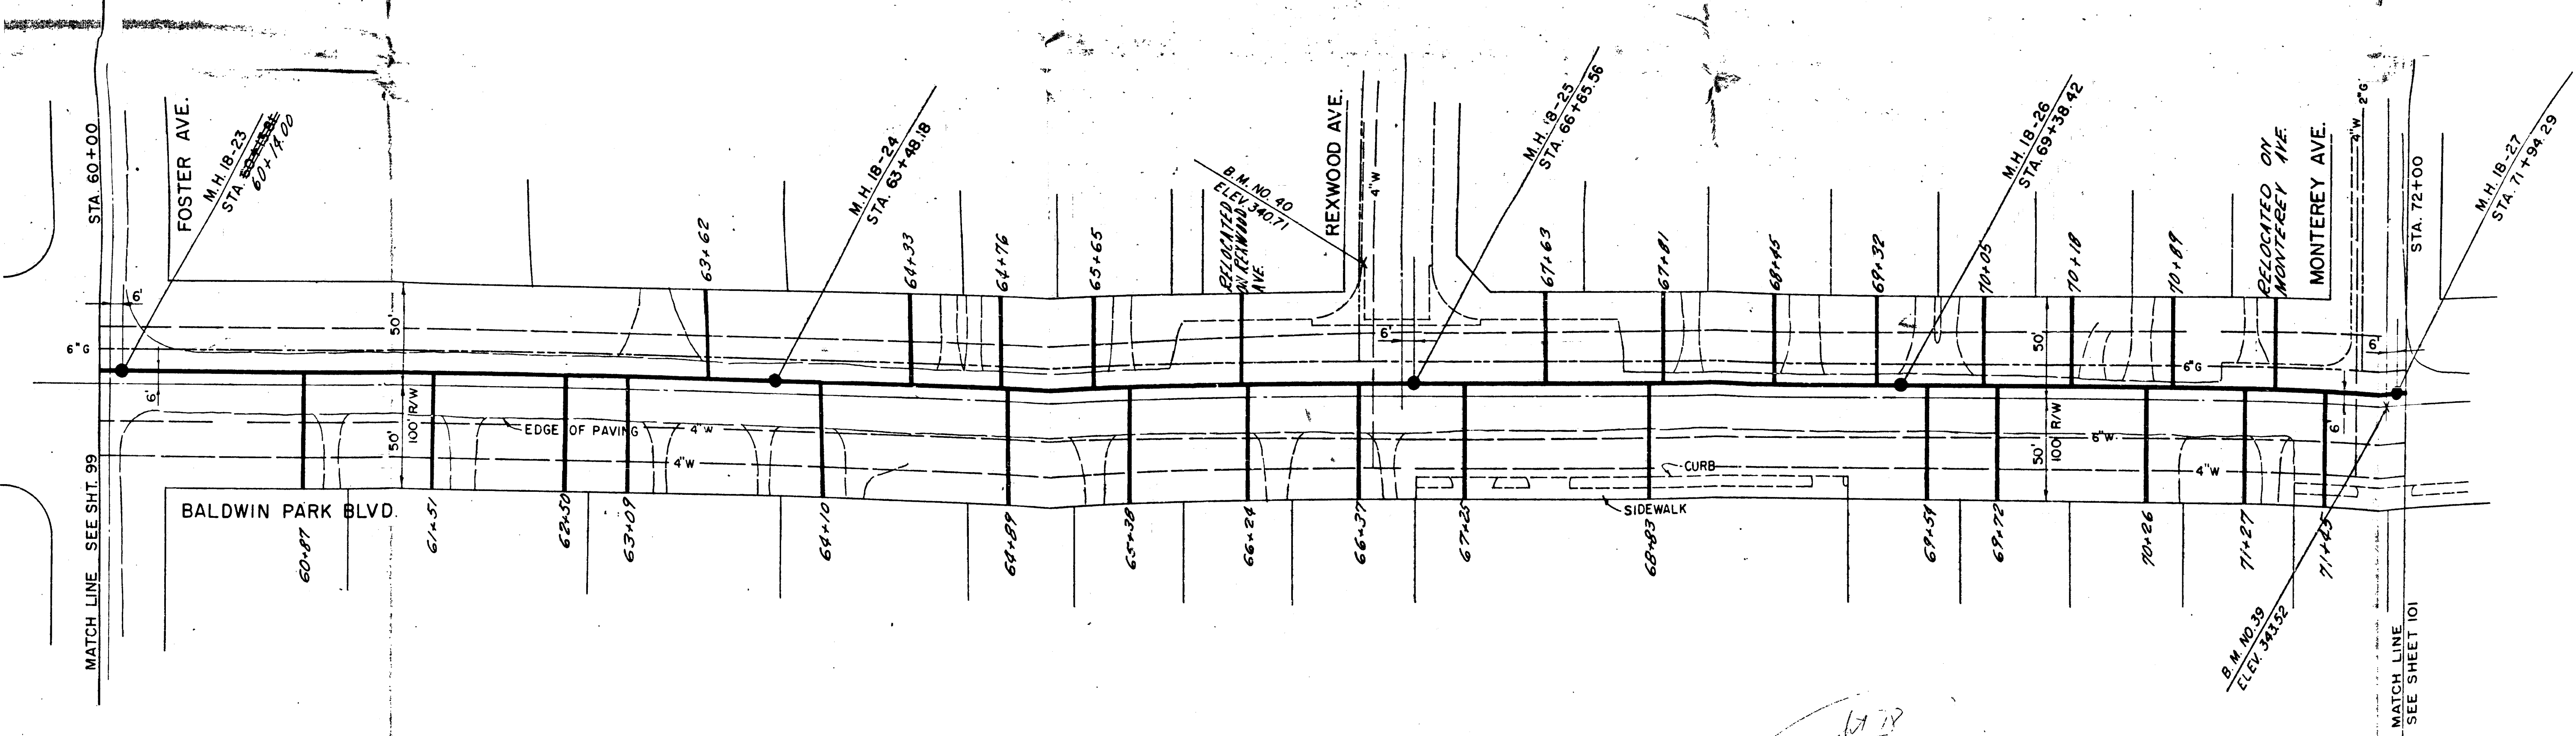 STA. 60+00
MATCH LINE SEE SHT. 99
FOSTER AVE.
M.H. 18-23
STA. 60+13.81
60+14.00
6'
6"G
6'
50'
50'
100' R/W
BALDWIN PARK BLVD.
EDGE OF PAVING
4"W
4"W
63+62
M.H. 18-24
STA. 63+48.18
64+33
64+76
65+65
RELOCATED
ON REXWOOD
AVE.
B.M. NO. 40
ELEV. 340.71
REXWOOD AVE.
4"W
6'
M.H. 18-25
STA. 66+65.56
67+63
67+81
68+45
69+32
M.H. 18-26
STA. 69+38.42
70+05
70+18
70+89
RELOCATED ON
MONTEREY AVE.
MONTEREY AVE.
4"W
2"G
STA. 72+00
M.H. 18-27
STA. 71+94.29
50'
6"G
6'
50'
100' R/W
6"W
4"W
6'
CURB
SIDEWALK
60+87
61+51
62+50
63+09
64+10
64+89
65+38
66+24
66+37
67+25
68+83
69+54
69+72
70+26
71+27
71+45
B.M. NO. 39
ELEV. 343.52
MATCH LINE
SEE SHEET 101